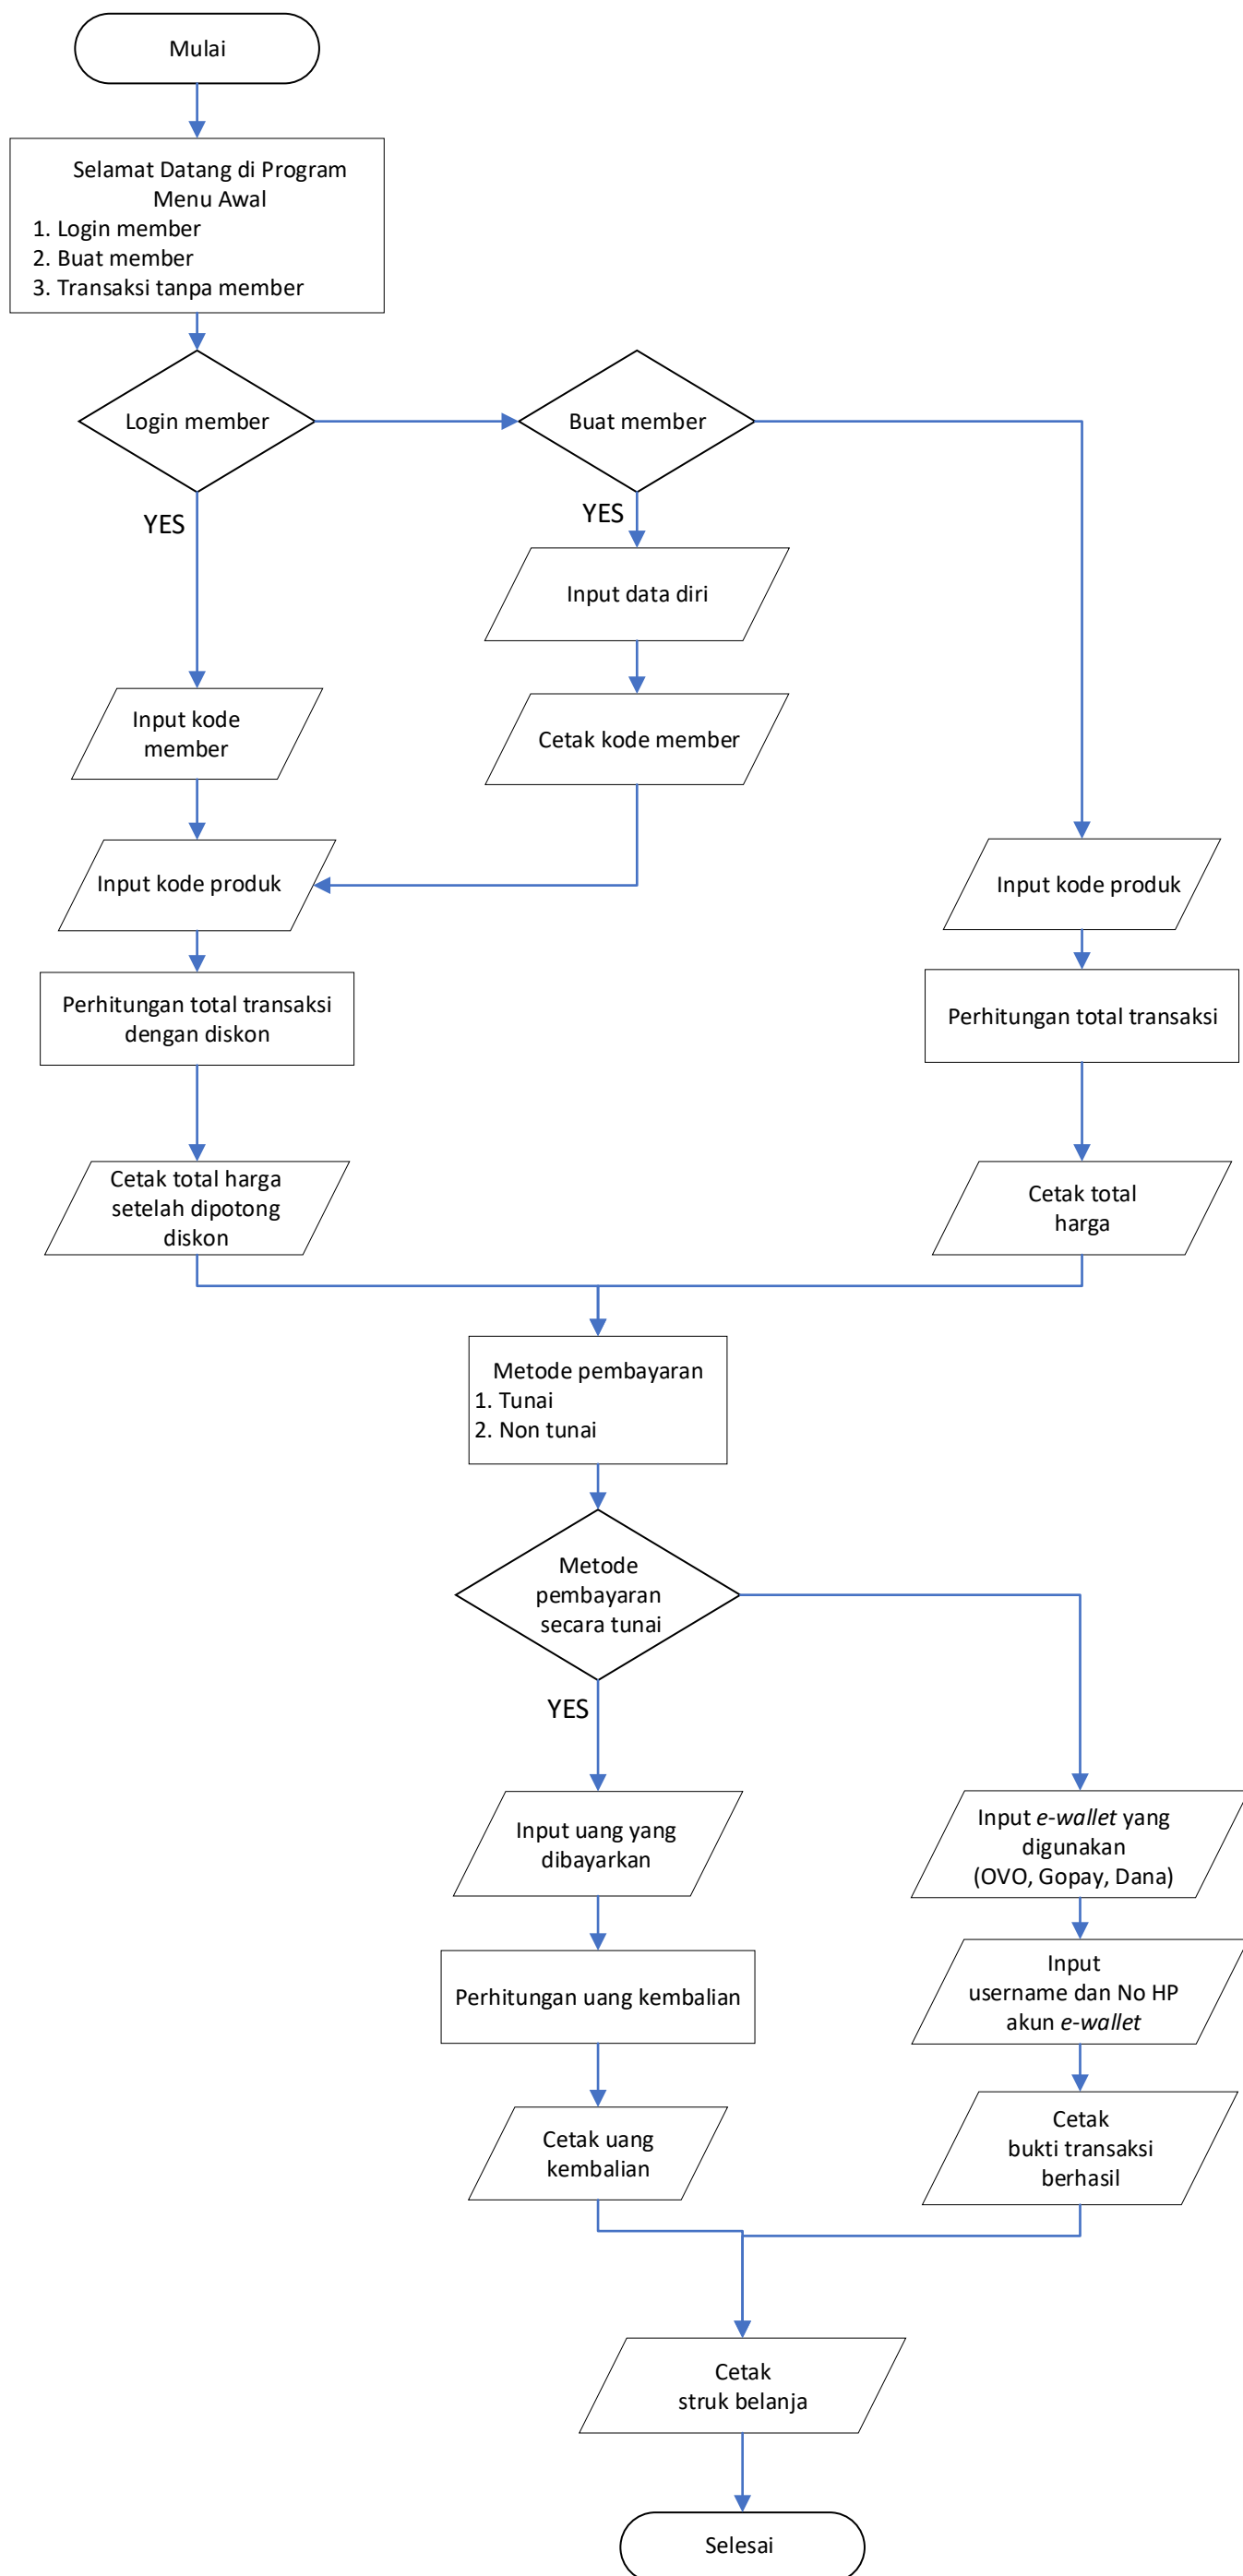 Mulai
Selamat Datang di Program
Menu Awal
1. Login member
2. Buat member
3. Transaksi tanpa member
Login member
Buat member
YES
YES
Input data diri
Input kode
member
Cetak kode member
Input kode produk
Input kode produk
Perhitungan total transaksi
dengan diskon
Perhitungan total transaksi
Cetak total harga
setelah dipotong
diskon
Cetak total
harga
Metode pembayaran
1. Tunai
2. Non tunai
Metode
pembayaran
secara tunai
YES
Input uang yang
dibayarkan
Input e-wallet yang
digunakan
(OVO, Gopay, Dana)
Perhitungan uang kembalian
Input
username dan No HP
akun e-wallet
Cetak uang
kembalian
Cetak
bukti transaksi
berhasil
Cetak
struk belanja
Selesai